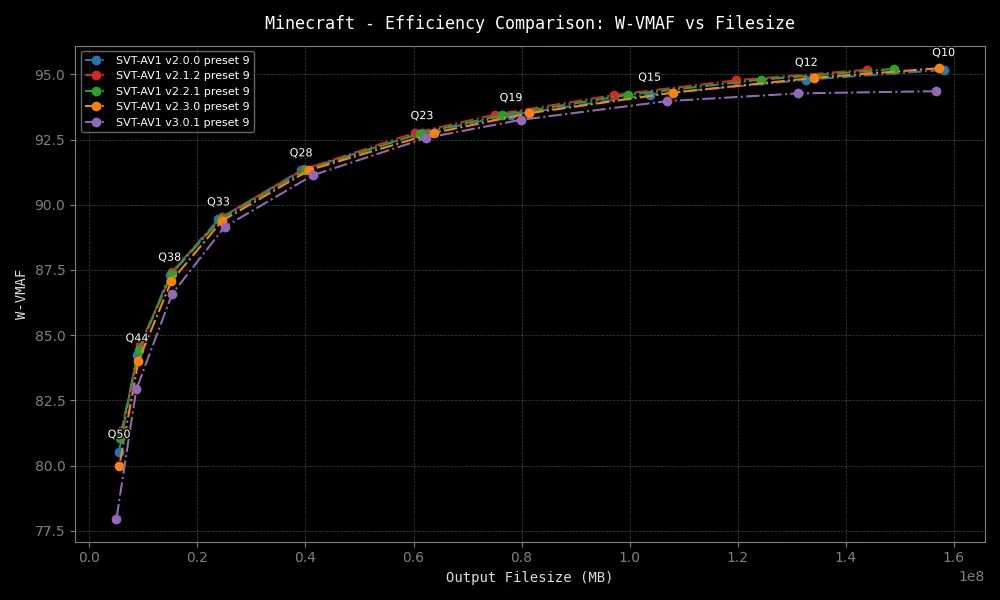 Minecraft - Efficiency Comparison: W-VMAF vs Filesize
SVT-AV1 v2.0.0 preset 9
SVT-AV1 v2.1.2 preset 9
SVT-AV1 v2.2.1 preset 9
SVT-AV1 v2.3.0 preset 9
SVT-AV1 v3.0.1 preset 9
Q10
Q12
Q15
Q19
Q23
Q28
Q33
Q38
Q44
Q50
95.0
92.5
90.0
87.5
85.0
82.5
80.0
77.5
W-VMAF
0.0 0.2 0.4 0.6 0.8 1.0 1.2 1.4 1.6
1e8
Output Filesize (MB)